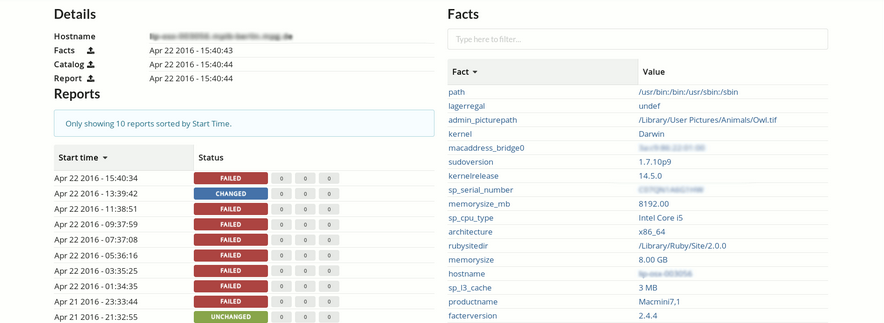 Details
Hostname
Facts Apr 22 2016 - 15:40:43
Catalog Apr 22 2016 - 15:40:44
Report Apr 22 2016 - 15:40:44
Reports
Only showing 10 reports sorted by Start Time.
Start time Status
Apr 22 2016 - 15:40:34 FAILED 0 0 0
Apr 22 2016 - 13:39:42 CHANGED 0 0 0
Apr 22 2016 - 11:38:51 FAILED 0 0 0
Apr 22 2016 - 09:37:59 FAILED 0 0 0
Apr 22 2016 - 07:37:08 FAILED 0 0 0
Apr 22 2016 - 05:36:16 FAILED 0 0 0
Apr 22 2016 - 03:35:25 FAILED 0 0 0
Apr 22 2016 - 01:34:35 FAILED 0 0 0
Apr 21 2016 - 23:33:44 FAILED 0 0 0
Apr 21 2016 - 21:32:55 UNCHANGED 0 0 0
Facts
Type here to filter...
Fact Value
path /usr/bin:/bin:/usr/sbin:/sbin
lagerregal undef
admin_picturepath /Library/User Pictures/Animals/Owl.tif
kernel Darwin
macaddress_bridge0
sudoversion 1.7.10p9
kernelrelease 14.5.0
sp_serial_number
memorysize_mb 8192.00
sp_cpu_type Intel Core i5
architecture x86_64
rubysitedir /Library/Ruby/Site/2.0.0
memorysize 8.00 GB
hostname
sp_l3_cache 3 MB
productname Macmini7,1
facterversion 2.4.4